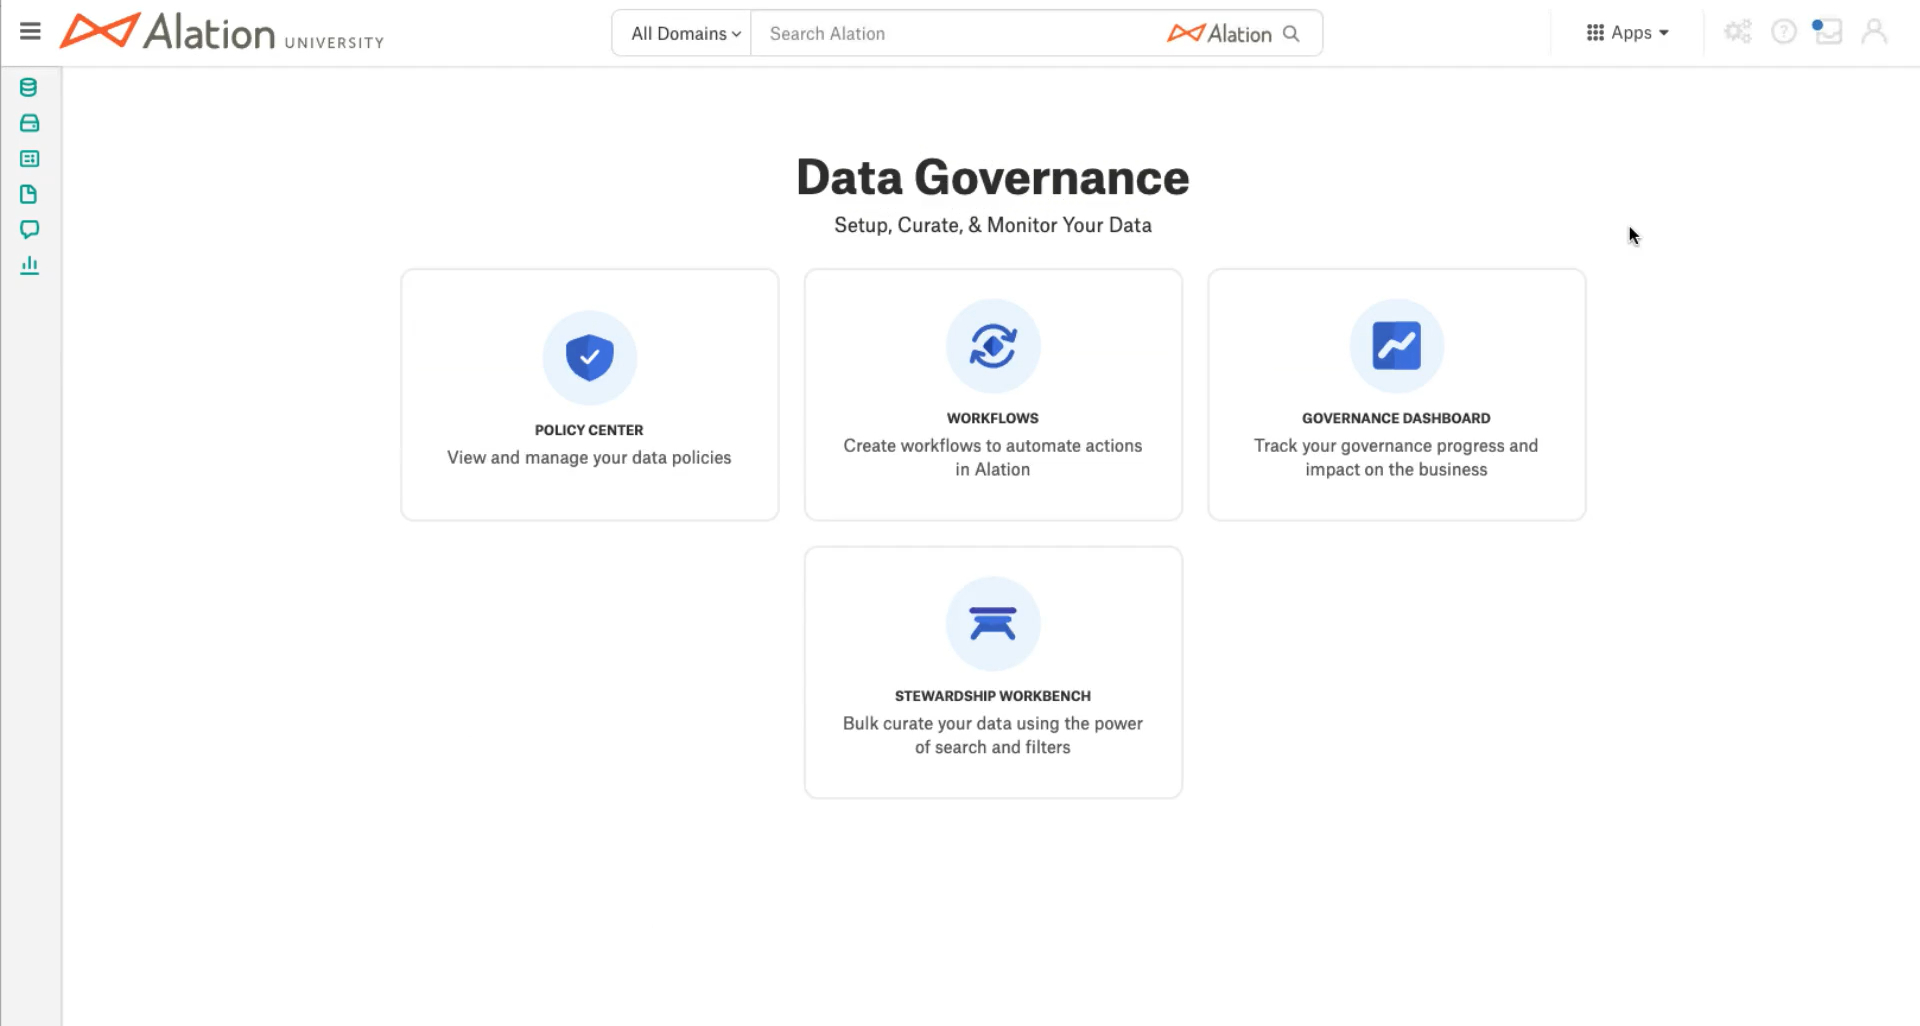 Alation UNIVERSITY
All Domains
Search Alation
Alation
Apps
?
Data Governance
Setup, Curate, & Monitor Your Data
POLICY CENTER
View and manage your data policies
WORKFLOWS
Create workflows to automate actions
in Alation
GOVERNANCE DASHBOARD
Track your governance progress and
impact on the business
STEWARDSHIP WORKBENCH
Bulk curate your data using the power
of search and filters